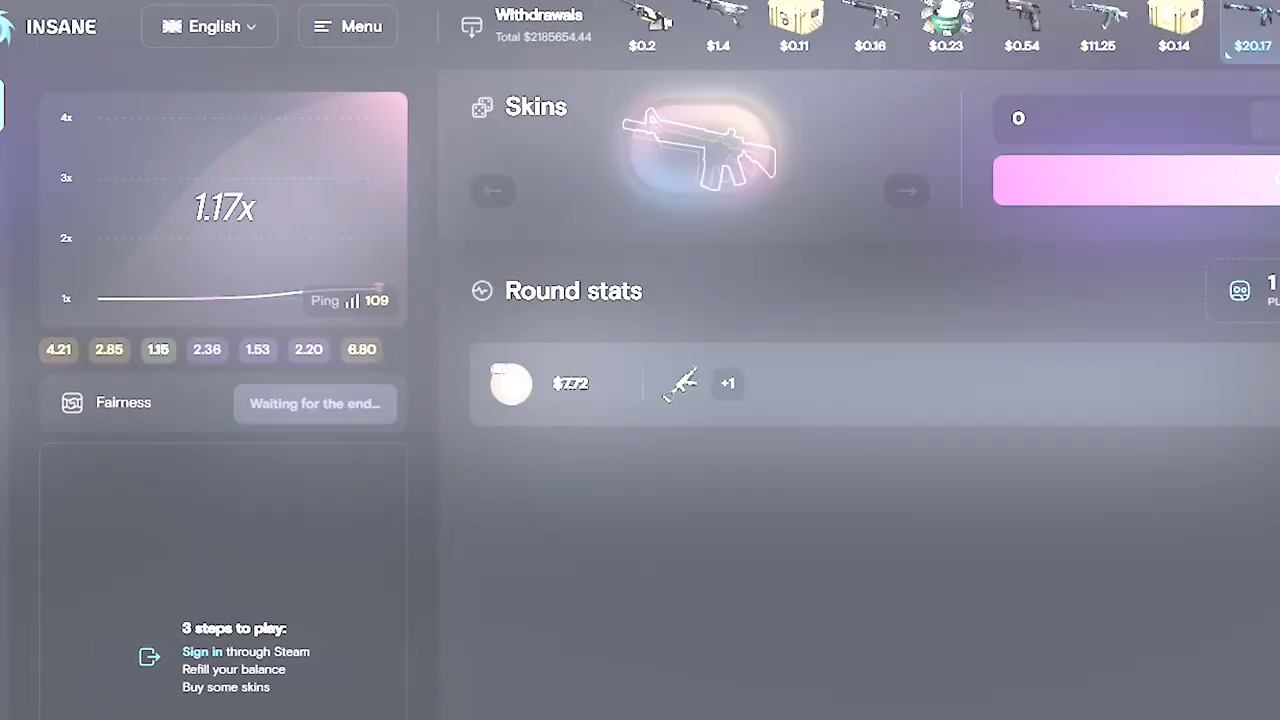 INSANE
English
Menu
Withdrawals
Total $2185654.44
$0.2
$1.4
$0.11
$0.16
$0.23
$0.54
$11.25
$0.14
$20.17
4x
3x
2x
1x
1.17x
Ping 109
4.21
2.85
1.15
2.36
1.53
2.20
6.80
Fairness
Waiting for the end...
3 steps to play:
Sign in through Steam
Refill your balance
Buy some skins
Skins
0
Round stats
1
PL
$7.72
+1